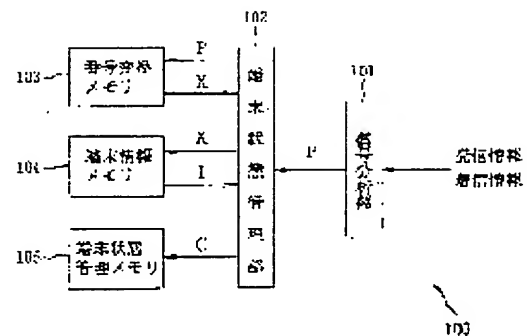 102
103
番号変換
メモリ
P
X
101
104
端末情報
メモリ
X
I
端末状態管理部
P
信号分析部
発信情報
着信情報
105
端末状態
管理メモリ
C
100